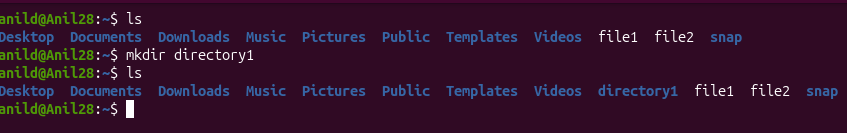 anild@Anil28:~$ ls
Desktop Documents Downloads Music Pictures Public Templates Videos file1 file2 snap
anild@Anil28:~$ mkdir directory1
anild@Anil28:~$ ls
Desktop Documents Downloads Music Pictures Public Templates Videos directory1 file1 file2 snap
anild@Anil28:~$